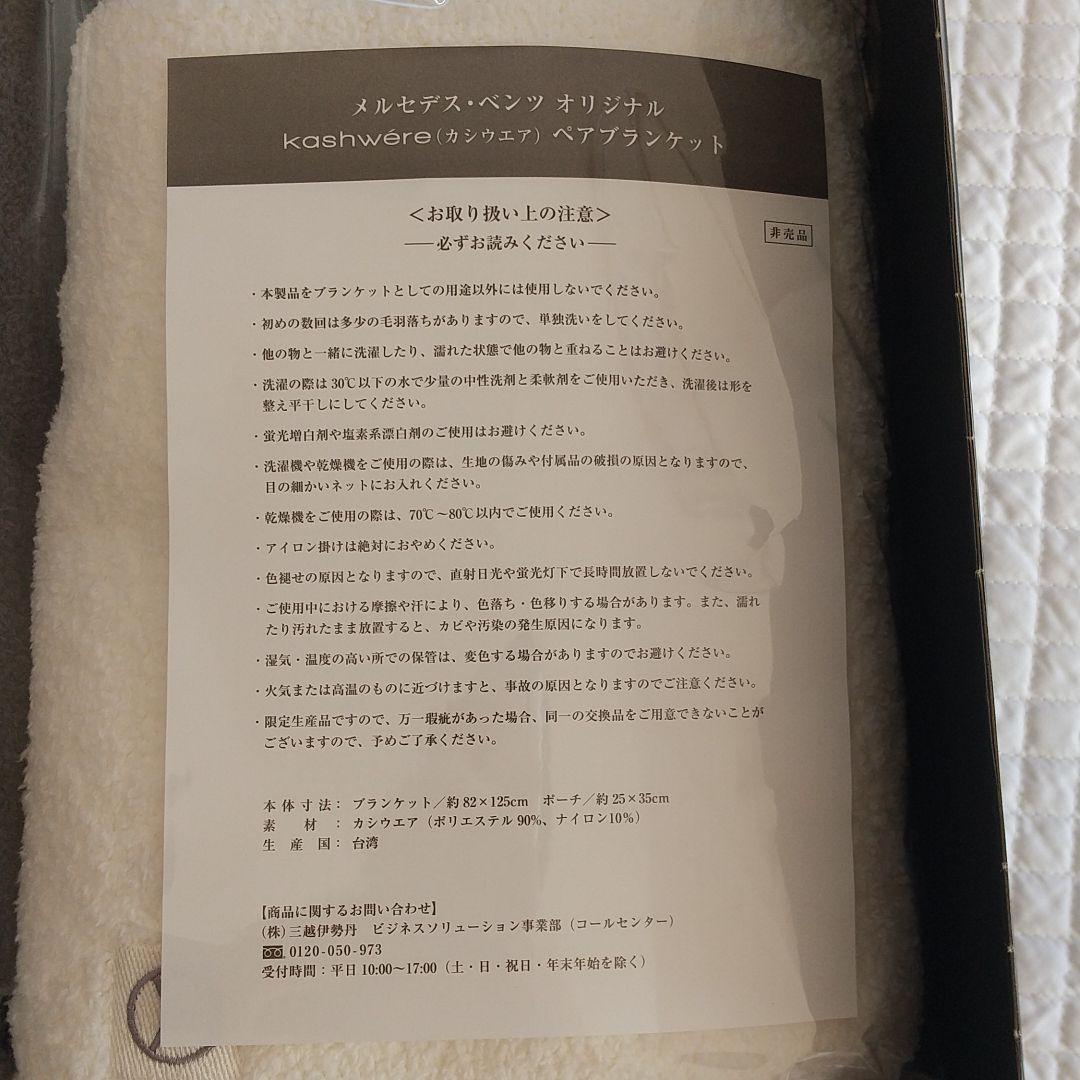 メルセデス・ベンツ オリジナル
kashwére(カシウエア) ペアブランケット
＜お取り扱い上の注意＞
―必ずお読みください―
非売品
・本製品をブランケットとしての用途以外には使用しないでください。
・初めの数回は多少の毛羽落ちがありますので、単独洗いをしてください。
・他の物と一緒に洗濯したり、濡れた状態で他の物と重ねることはお避けください。
・洗濯の際は30℃以下の水で少量の中性洗剤と柔軟剤をご使用いただき、洗濯後は形を
整え平干しにしてください。
・蛍光増白剤や塩素系漂白剤のご使用はお避けください。
・洗濯機や乾燥機をご使用の際は、生地の傷みや付属品の破損の原因となりますので、
目の細かいネットにお入れください。
・乾燥機をご使用の際は、70℃～80℃以内でご使用ください。
・アイロン掛けは絶対におやめください。
・色褪せの原因となりますので、直射日光や蛍光灯下で長時間放置しないでください。
・ご使用中における摩擦や汗により、色落ち・色移りする場合があります。また、濡れ
たり汚れたまま放置すると、カビや汚染の発生原因になります。
・湿気・温度の高い所での保管は、変色する場合がありますのでお避けください。
・火気または高温のものに近づけますと、事故の原因となりますのでご注意ください。
・限定生産品ですので、万一瑕疵があった場合、同一の交換品をご用意できないことが
ございますので、予めご了承ください。
本体寸法： ブランケット／約82×125cm ポーチ／約25×35cm
素材： カシウエア（ポリエステル90%、ナイロン10%）
生産国： 台湾
【商品に関するお問い合わせ】
(株)三越伊勢丹 ビジネスソリューション事業部（コールセンター）
0120-050-973
受付時間：平日10:00～17:00（土・日・祝日・年末年始を除く）